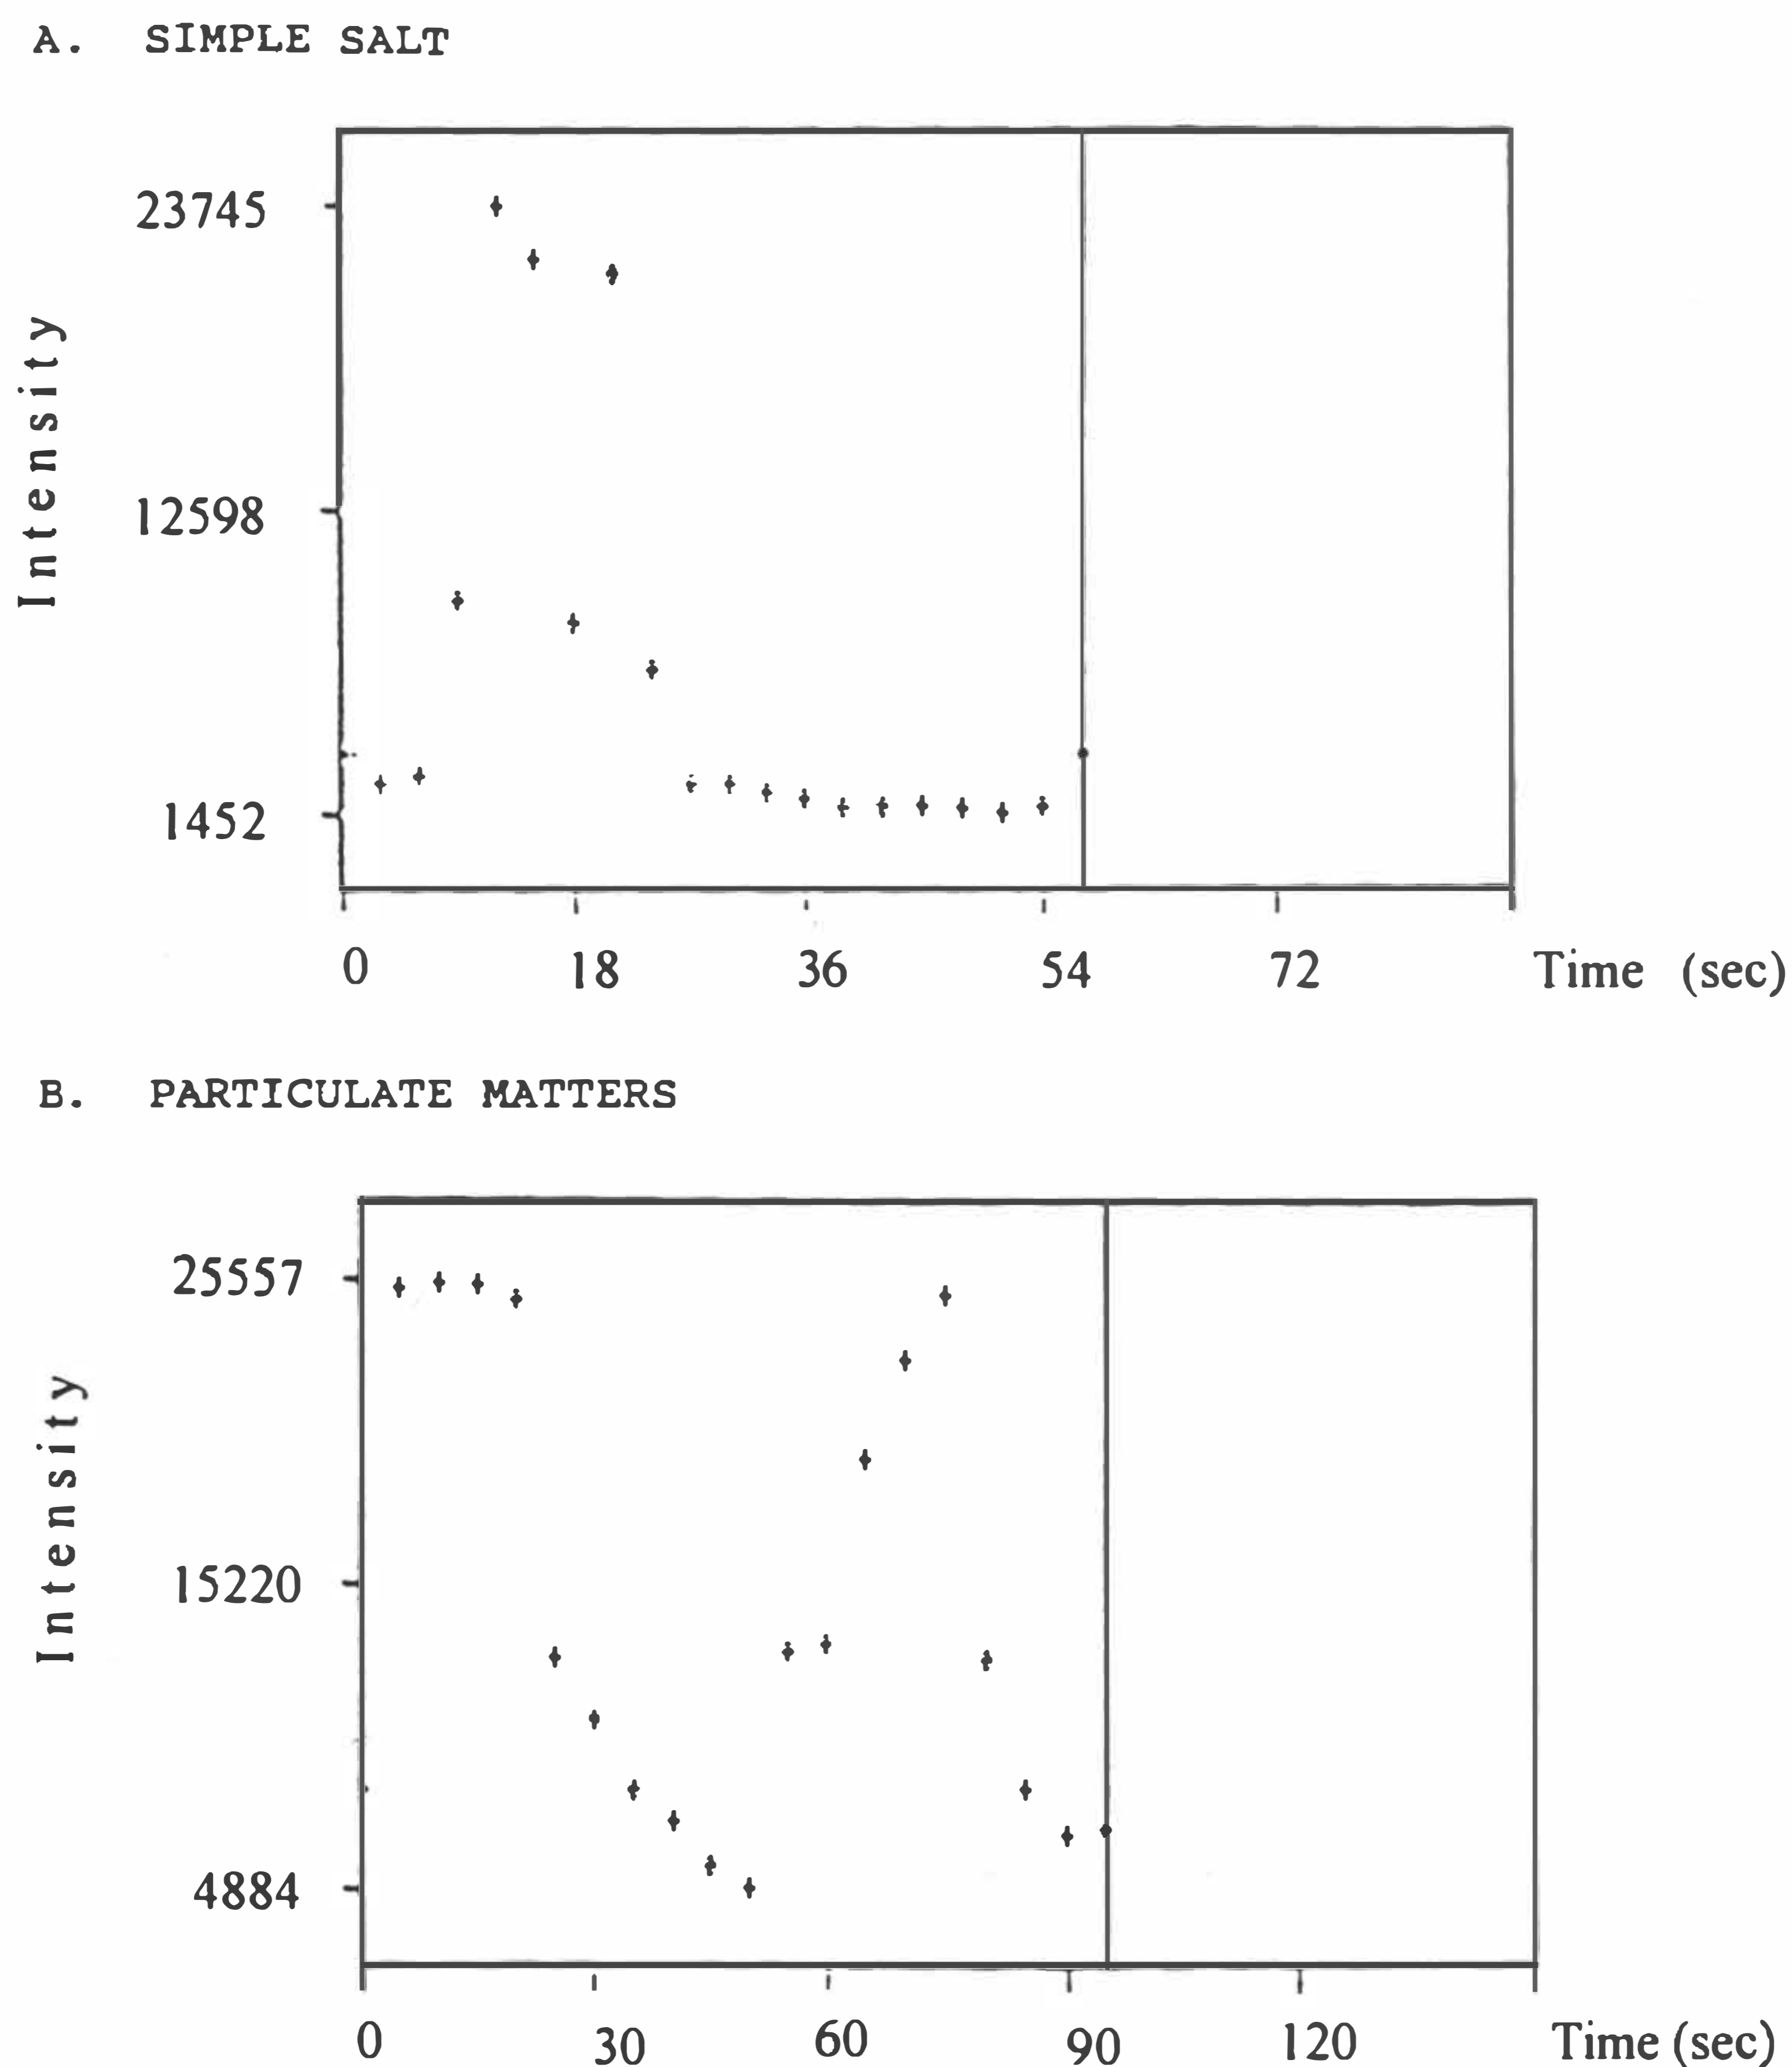 A. SIMPLE SALT
23745
12598
1452
Intensity
0 18 36 54 72 Time (sec)
B. PARTICULATE MATTERS
25557
15220
4884
Intensity
0 30 60 90 120 Time (sec)